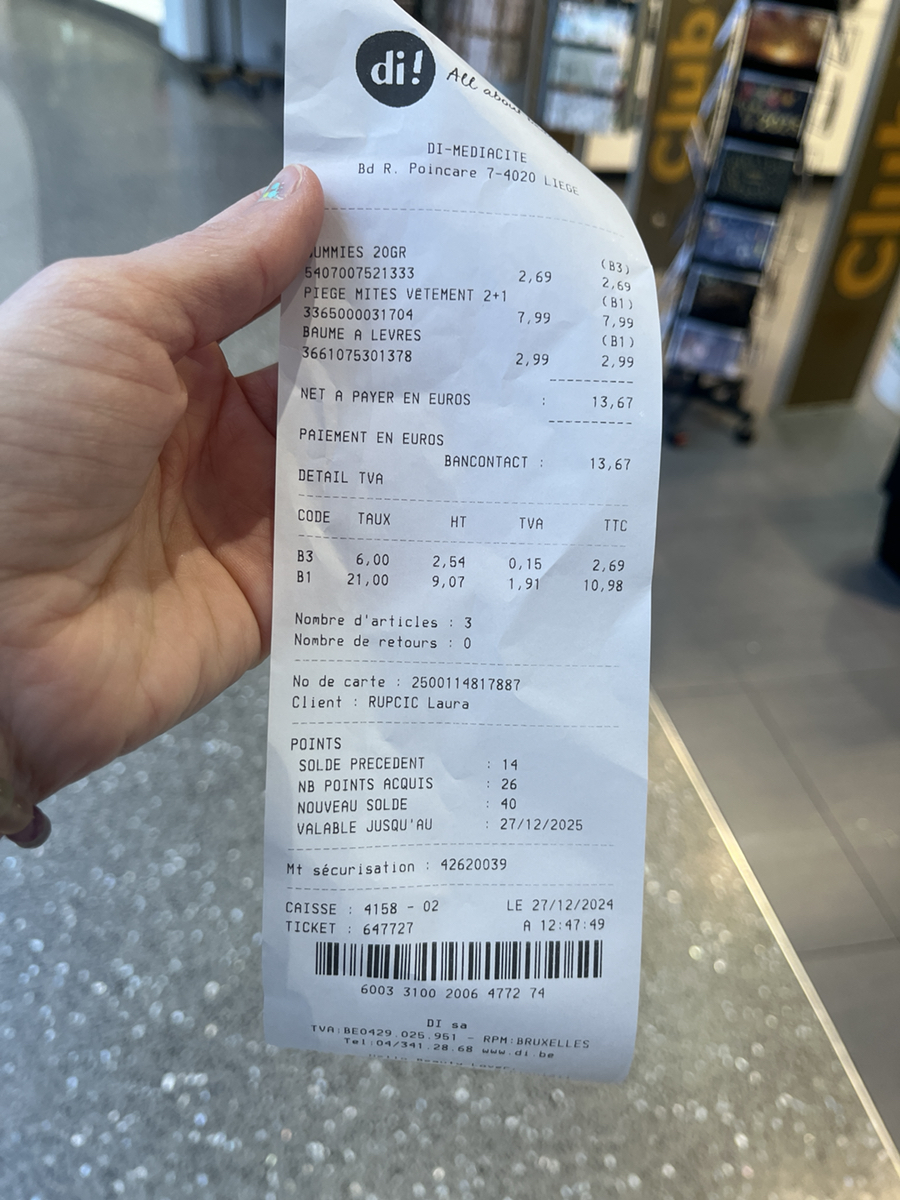 di! All about
DI-MEDIACITE
Bd R. Poincare 7-4020 LIEGE
UMMIES 20GR (B3)
5407007521333 2,69 2,69
PIEGE MITES VêTEMENT 2+1 (B1)
3365000031704 7,99 7,99
BAUME A LEVRES (B1)
3661075301378 2,99 2,99
NET A PAYER EN EUROS : 13,67
PAIEMENT EN EUROS
BANCONTACT : 13,67
DETAIL TVA
CODE TAUX HT TVA TTC
B3 6,00 2,54 0,15 2,69
B1 21,00 9,07 1,91 10,98
Nombre d'articles : 3
Nombre de retours : 0
No de carte : 2500114817887
Client : RUPCIC Laura
POINTS
SOLDE PRECEDENT : 14
NB POINTS ACQUIS : 26
NOUVEAU SOLDE : 40
VALABLE JUSQU'AU : 27/12/2025
Mt sécurisation : 42620039
CAISSE : 4158 - 02 LE 27/12/2024
TICKET : 647727 A 12:47:49
6003 3100 2006 4772 74
DI sa
TVA:BE0429.025.951 - RPM:BRUXELLES
Tel:04/341.28.68 www.di.be
Club
Club